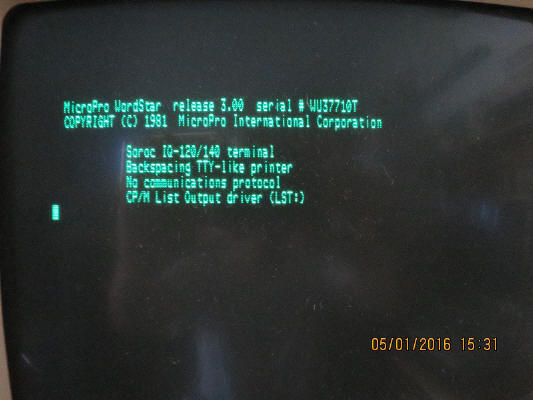 MicroPro WordStar release 3.00 serial # WU37710T
COPYRIGHT (C) 1981 MicroPro International Corporation
Soroc IQ-120/140 terminal
Backspacing TTY-like printer
No communications protocol
CP/M List Output driver (LST:)
05/01/2016 15:31